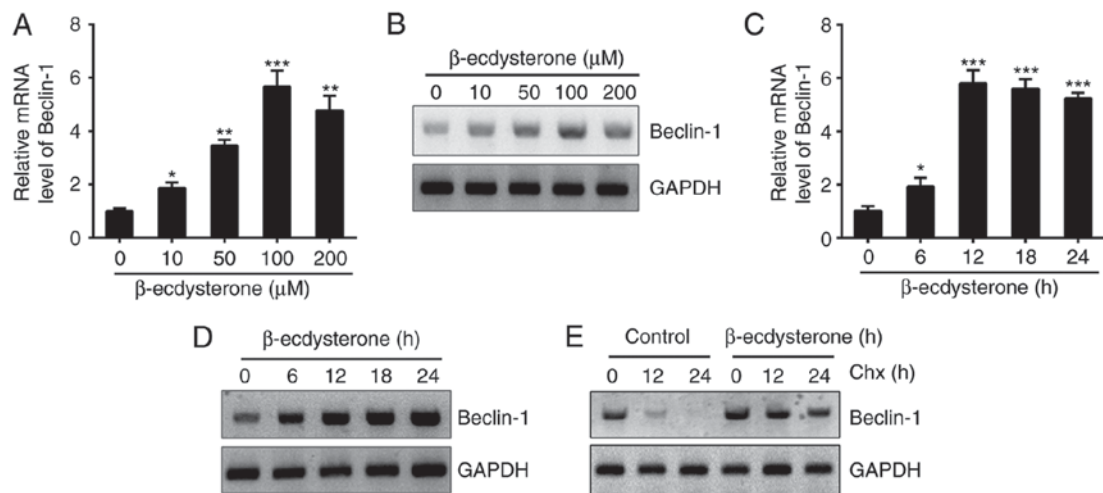 A
Relative mRNA
level of Beclin-1
8
6
4
2
0
*
**
***
**
0 10 50 100 200
β-ecdysterone (μM)
B
β-ecdysterone (μM)
0 10 50 100 200
Beclin-1
GAPDH
C
Relative mRNA
level of Beclin-1
8
6
4
2
0
*
***
***
***
0 6 12 18 24
β-ecdysterone (h)
D
β-ecdysterone (h)
0 6 12 18 24
Beclin-1
GAPDH
E
Control β-ecdysterone (h)
0 12 24 0 12 24 Chx (h)
Beclin-1
GAPDH